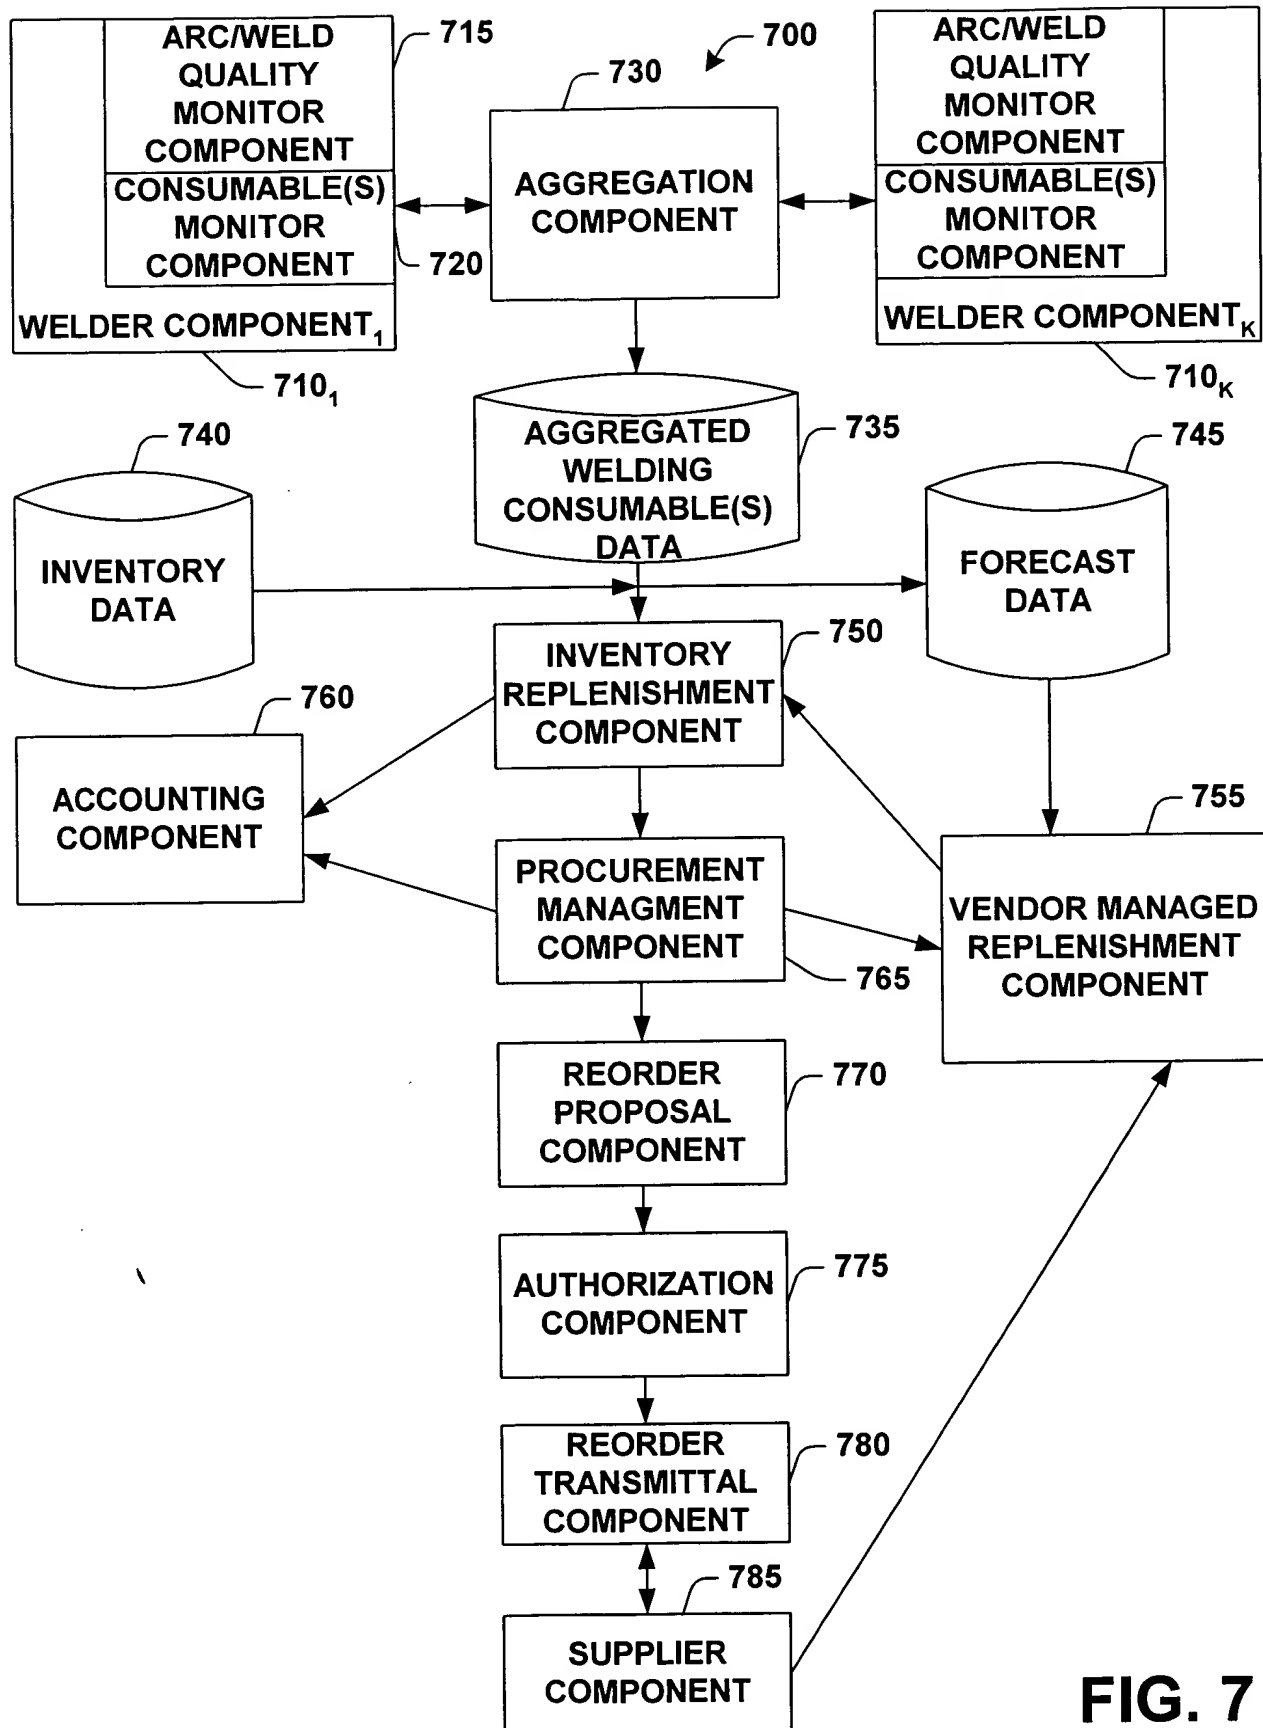 700
ARC/WELD
QUALITY
MONITOR
COMPONENT
715
CONSUMABLE(S)
MONITOR
COMPONENT
720
WELDER COMPONENT1
7101
730
AGGREGATION
COMPONENT
ARC/WELD
QUALITY
MONITOR
COMPONENT
CONSUMABLE(S)
MONITOR
COMPONENT
WELDER COMPONENTK
710K
AGGREGATED
WELDING
CONSUMABLE(S)
DATA
735
740
INVENTORY
DATA
745
FORECAST
DATA
INVENTORY
REPLENISHMENT
COMPONENT
750
760
ACCOUNTING
COMPONENT
755
VENDOR MANAGED
REPLENISHMENT
COMPONENT
PROCUREMENT
MANAGMENT
COMPONENT
765
REORDER
PROPOSAL
COMPONENT
770
AUTHORIZATION
COMPONENT
775
REORDER
TRANSMITTAL
COMPONENT
780
785
SUPPLIER
COMPONENT
FIG. 7